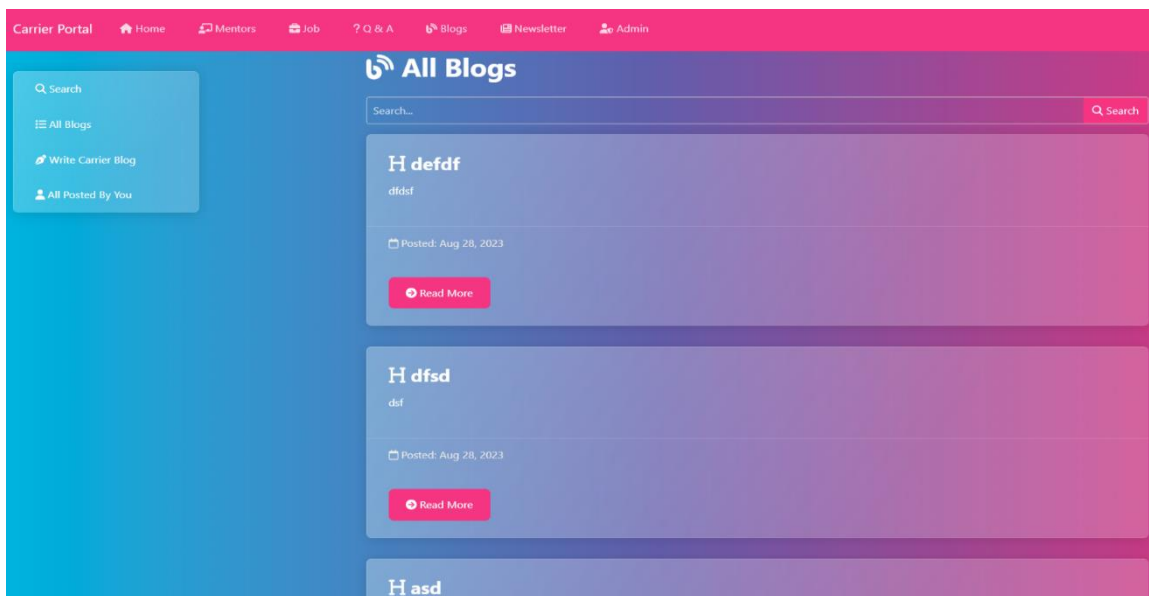 Carrier Portal Home Mentors Job ? Q & A Blogs Newsletter Admin
Search
All Blogs
Write Carrier Blog
All Posted By You
All Blogs
Search... Search
H defdf
dfdsf
Posted: Aug 28, 2023
Read More
H dfsd
dsf
Posted: Aug 28, 2023
Read More
H asd